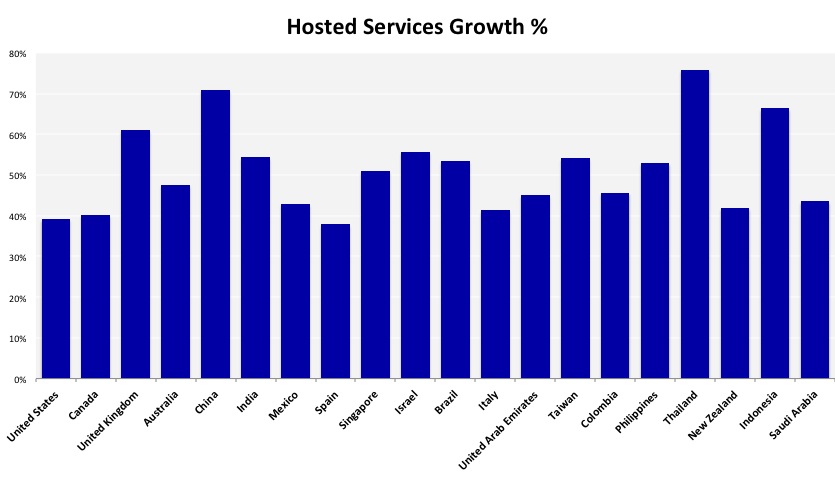 Hosted Services Growth %
80%
70%
60%
50%
40%
30%
20%
10%
0%
United States
Canada
United Kingdom
Australia
China
India
Mexico
Spain
Singapore
Israel
Brazil
Italy
United Arab Emirates
Taiwan
Colombia
Philippines
Thailand
New Zealand
Indonesia
Saudi Arabia